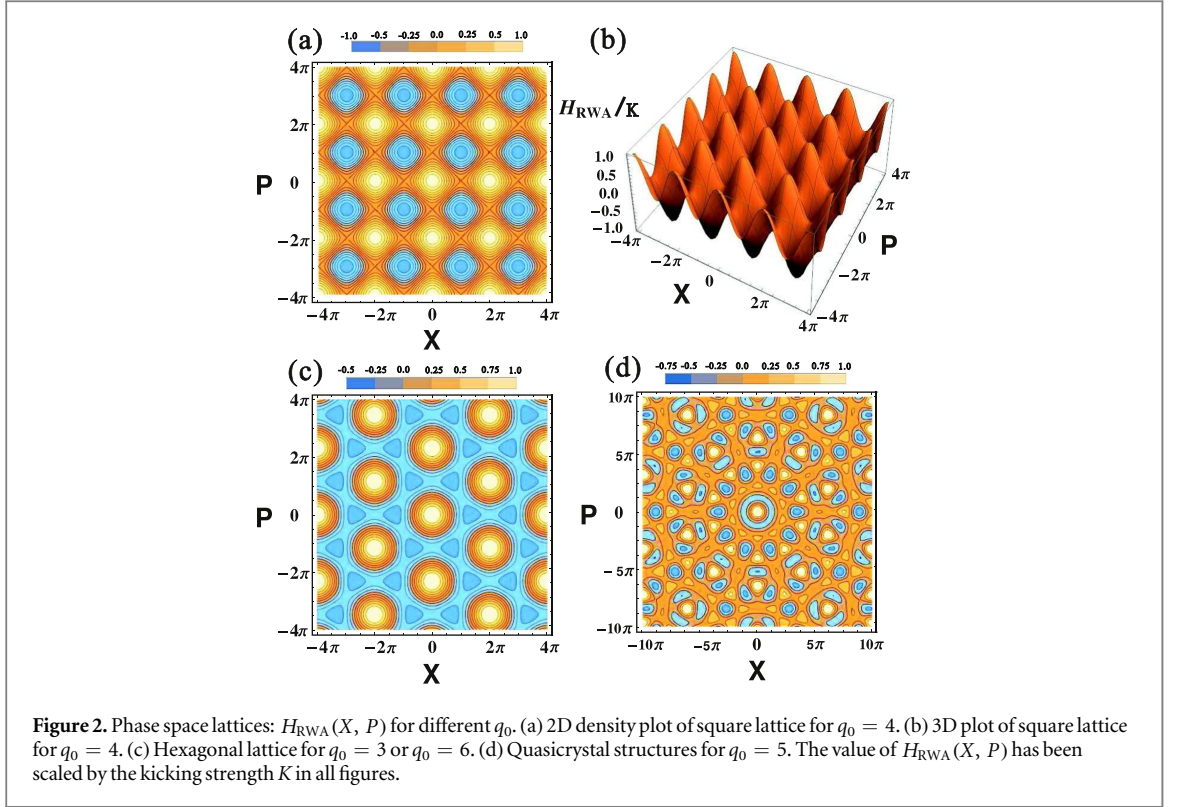 (a)
-1.0 -0.5 -0.25 0.0 0.25 0.5 1.0
4π
2π
P 0
−2π
−4π
−4π −2π 0 2π 4π
X
(b)
H_RWA/K
1.0
0.5
0.0
−0.5
−1.0
−4π
−2π
0
2π
4π
X
−4π
−2π
0
2π
4π
P
(c)
-0.5 -0.25 0.0 0.25 0.5 0.75 1.0
4π
2π
P 0
−2π
−4π
−4π −2π 0 2π 4π
X
(d)
-0.75 -0.5 -0.25 0.0 0.25 0.5 0.75 1.0
10π
5π
P 0
−5π
−10π
−10π −5π 0 5π 10π
X
Figure 2. Phase space lattices: H_RWA(X, P) for different q₀. (a) 2D density plot of square lattice for q₀ = 4. (b) 3D plot of square lattice
for q₀ = 4. (c) Hexagonal lattice for q₀ = 3 or q₀ = 6. (d) Quasicrystal structures for q₀ = 5. The value of H_RWA(X, P) has been
scaled by the kicking strength K in all figures.